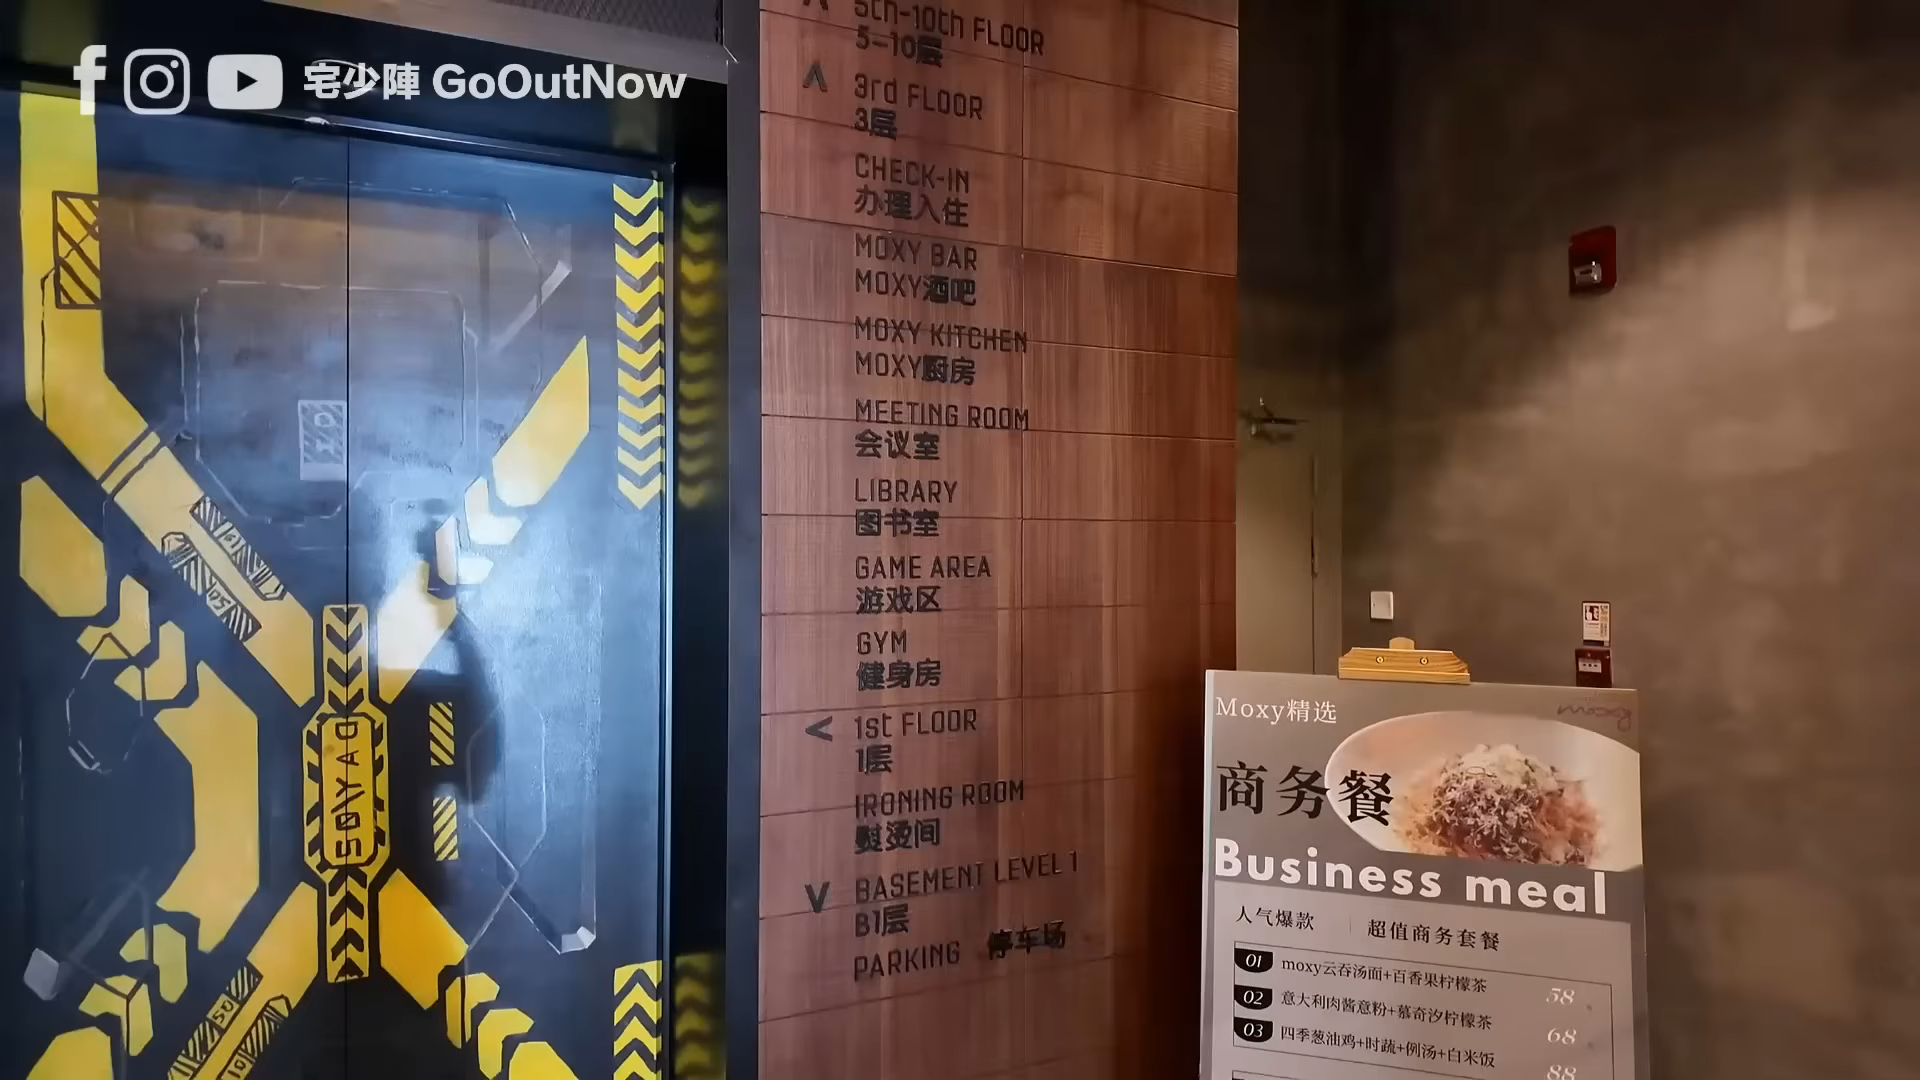 宅少陣 GoOutNow
5th-10th FLOOR
5-10层
3rd FLOOR
3层
CHECK-IN
办理入住
MOXY BAR
MOXY酒吧
MOXY KITCHEN
MOXY厨房
MEETING ROOM
会议室
LIBRARY
图书室
GAME AREA
游戏区
GYM
健身房
1st FLOOR
1层
IRONING ROOM
熨烫间
BASEMENT LEVEL 1
B1层
PARKING 停车场
Moxy精选
moxy
商务餐
Business meal
人气爆款 超值商务套餐
01 moxy云吞汤面+百香果柠檬茶 58
02 意大利肉酱意粉+慕奇汐柠檬茶 68
03 四季葱油鸡+时蔬+例汤+白米饭 88